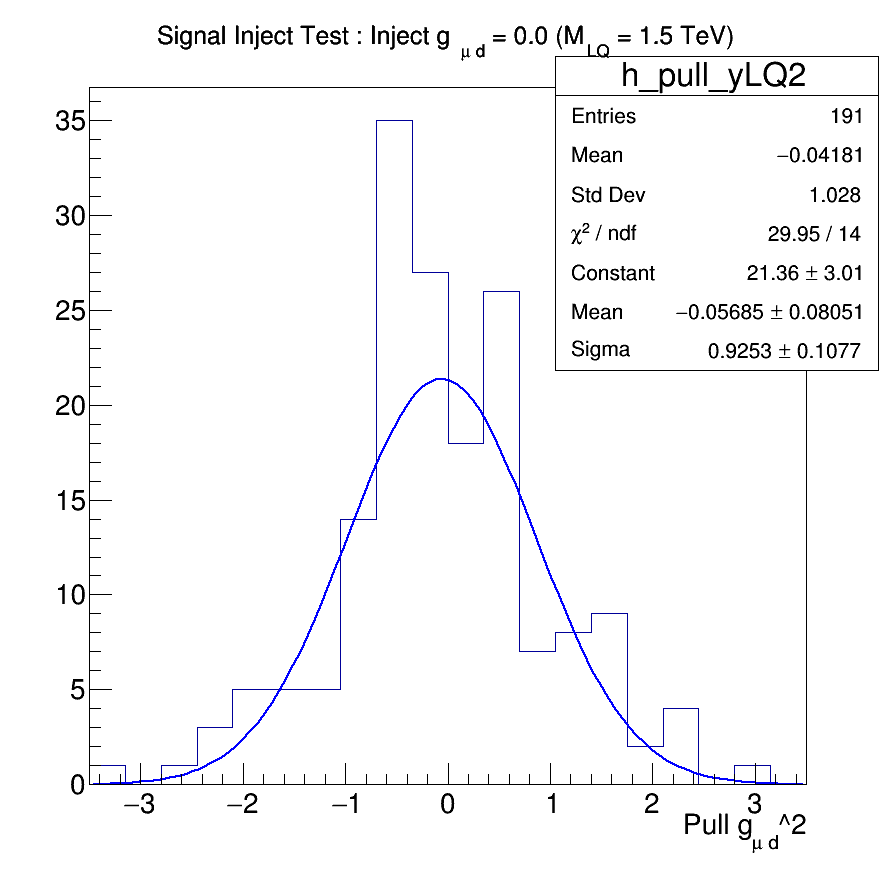 Signal Inject Test : Inject g μ d = 0.0 (M LQ = 1.5 TeV)
h_pull_yLQ2
Entries 191
Mean −0.04181
Std Dev 1.028
χ² / ndf 29.95 / 14
Constant 21.36 ± 3.01
Mean −0.05685 ± 0.08051
Sigma 0.9253 ± 0.1077
35
30
25
20
15
10
5
0
−3 −2 −1 0 1 2 3
Pull g μ d^2